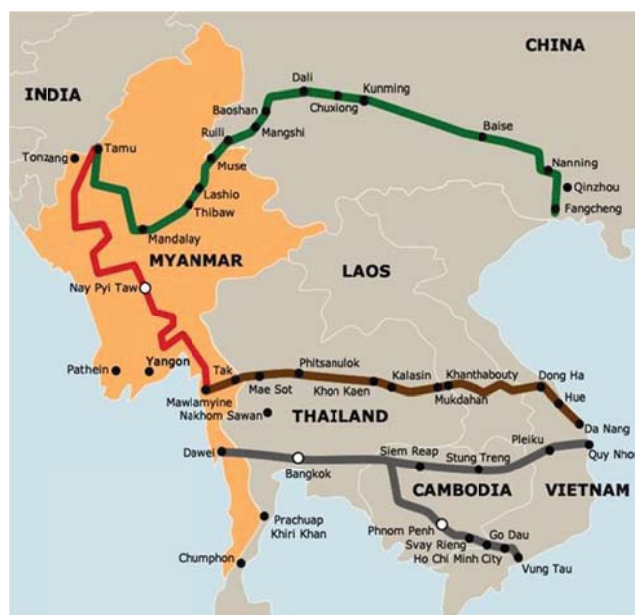 CHINA
INDIA
Dali
Kunming
Chuxiong
Baoshan
Mangshi
Ruili
Baise
Tamu
Tonzang
Muse
Nanning
Lashio
Qinzhou
Thibaw
Fangcheng
Mandalay
MYANMAR
LAOS
Nay Pyi Taw
Pathein
Yangon
Tak
Phitsanulok
Mae Sot
Khon Kaen
Kalasin
Khanthabouty
Mukdahan
Dong Ha
Hue
Mawlamyine
Nakhom Sawan
THAILAND
Da Nang
Dawei
Bangkok
Siem Reap
Stung Treng
Pleiku
Quy Nho
CAMBODIA
VIETNAM
Prachuap
Khiri Khan
Phnom Penh
Svay Rieng
Go Dau
Ho Chi Minh City
Vung Tau
Chumphon